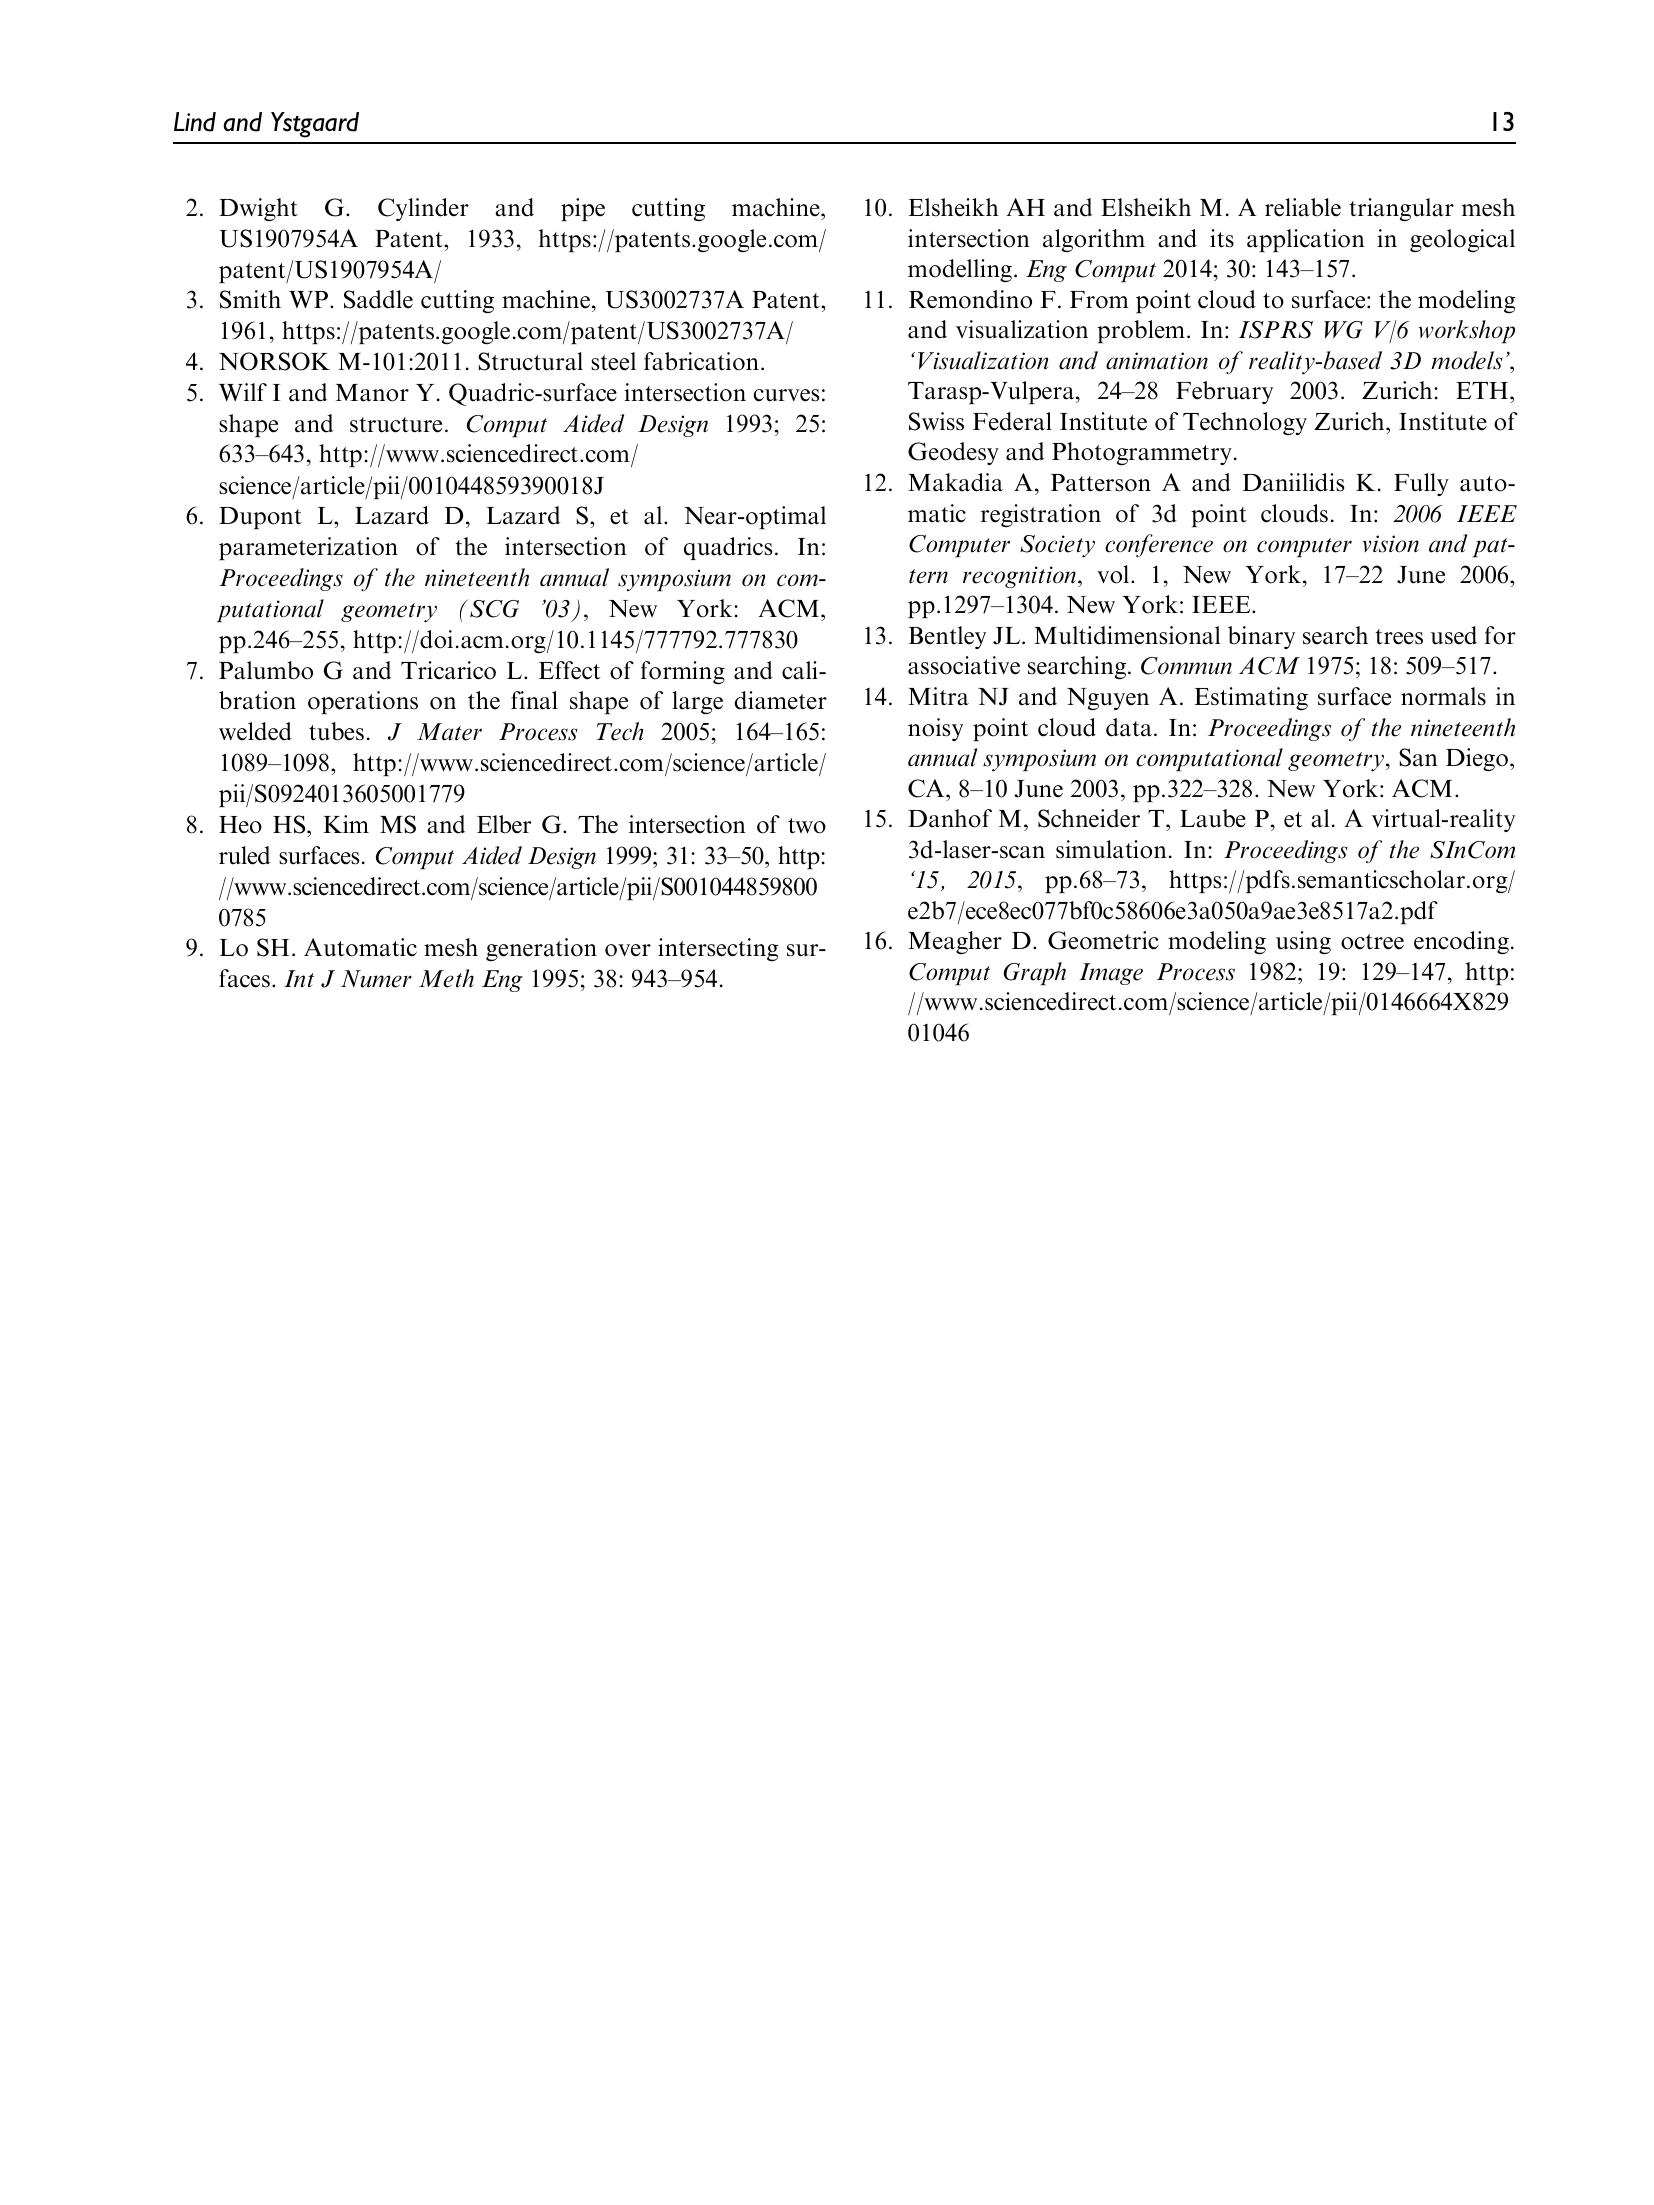 Lind and Ystgaard 13
2. Dwight G. Cylinder and pipe cutting machine,
US1907954A Patent, 1933, https://patents.google.com/
patent/US1907954A/
3. Smith WP. Saddle cutting machine, US3002737A Patent,
1961, https://patents.google.com/patent/US3002737A/
4. NORSOK M-101:2011. Structural steel fabrication.
5. Wilf I and Manor Y. Quadric-surface intersection curves:
shape and structure. Comput Aided Design 1993; 25:
633–643, http://www.sciencedirect.com/
science/article/pii/001044859390018J
6. Dupont L, Lazard D, Lazard S, et al. Near-optimal
parameterization of the intersection of quadrics. In:
Proceedings of the nineteenth annual symposium on com-
putational geometry (SCG ’03), New York: ACM,
pp.246–255, http://doi.acm.org/10.1145/777792.777830
7. Palumbo G and Tricarico L. Effect of forming and cali-
bration operations on the final shape of large diameter
welded tubes. J Mater Process Tech 2005; 164–165:
1089–1098, http://www.sciencedirect.com/science/article/
pii/S0924013605001779
8. Heo HS, Kim MS and Elber G. The intersection of two
ruled surfaces. Comput Aided Design 1999; 31: 33–50, http:
//www.sciencedirect.com/science/article/pii/S001044859800
0785
9. Lo SH. Automatic mesh generation over intersecting sur-
faces. Int J Numer Meth Eng 1995; 38: 943–954.
10. Elsheikh AH and Elsheikh M. A reliable triangular mesh
intersection algorithm and its application in geological
modelling. Eng Comput 2014; 30: 143–157.
11. Remondino F. From point cloud to surface: the modeling
and visualization problem. In: ISPRS WG V/6 workshop
‘Visualization and animation of reality-based 3D models’,
Tarasp-Vulpera, 24–28 February 2003. Zurich: ETH,
Swiss Federal Institute of Technology Zurich, Institute of
Geodesy and Photogrammetry.
12. Makadia A, Patterson A and Daniilidis K. Fully auto-
matic registration of 3d point clouds. In: 2006 IEEE
Computer Society conference on computer vision and pat-
tern recognition, vol. 1, New York, 17–22 June 2006,
pp.1297–1304. New York: IEEE.
13. Bentley JL. Multidimensional binary search trees used for
associative searching. Commun ACM 1975; 18: 509–517.
14. Mitra NJ and Nguyen A. Estimating surface normals in
noisy point cloud data. In: Proceedings of the nineteenth
annual symposium on computational geometry, San Diego,
CA, 8–10 June 2003, pp.322–328. New York: ACM.
15. Danhof M, Schneider T, Laube P, et al. A virtual-reality
3d-laser-scan simulation. In: Proceedings of the SInCom
‘15, 2015, pp.68–73, https://pdfs.semanticscholar.org/
e2b7/ece8ec077bf0c58606e3a050a9ae3e8517a2.pdf
16. Meagher D. Geometric modeling using octree encoding.
Comput Graph Image Process 1982; 19: 129–147, http:
//www.sciencedirect.com/science/article/pii/0146664X829
01046